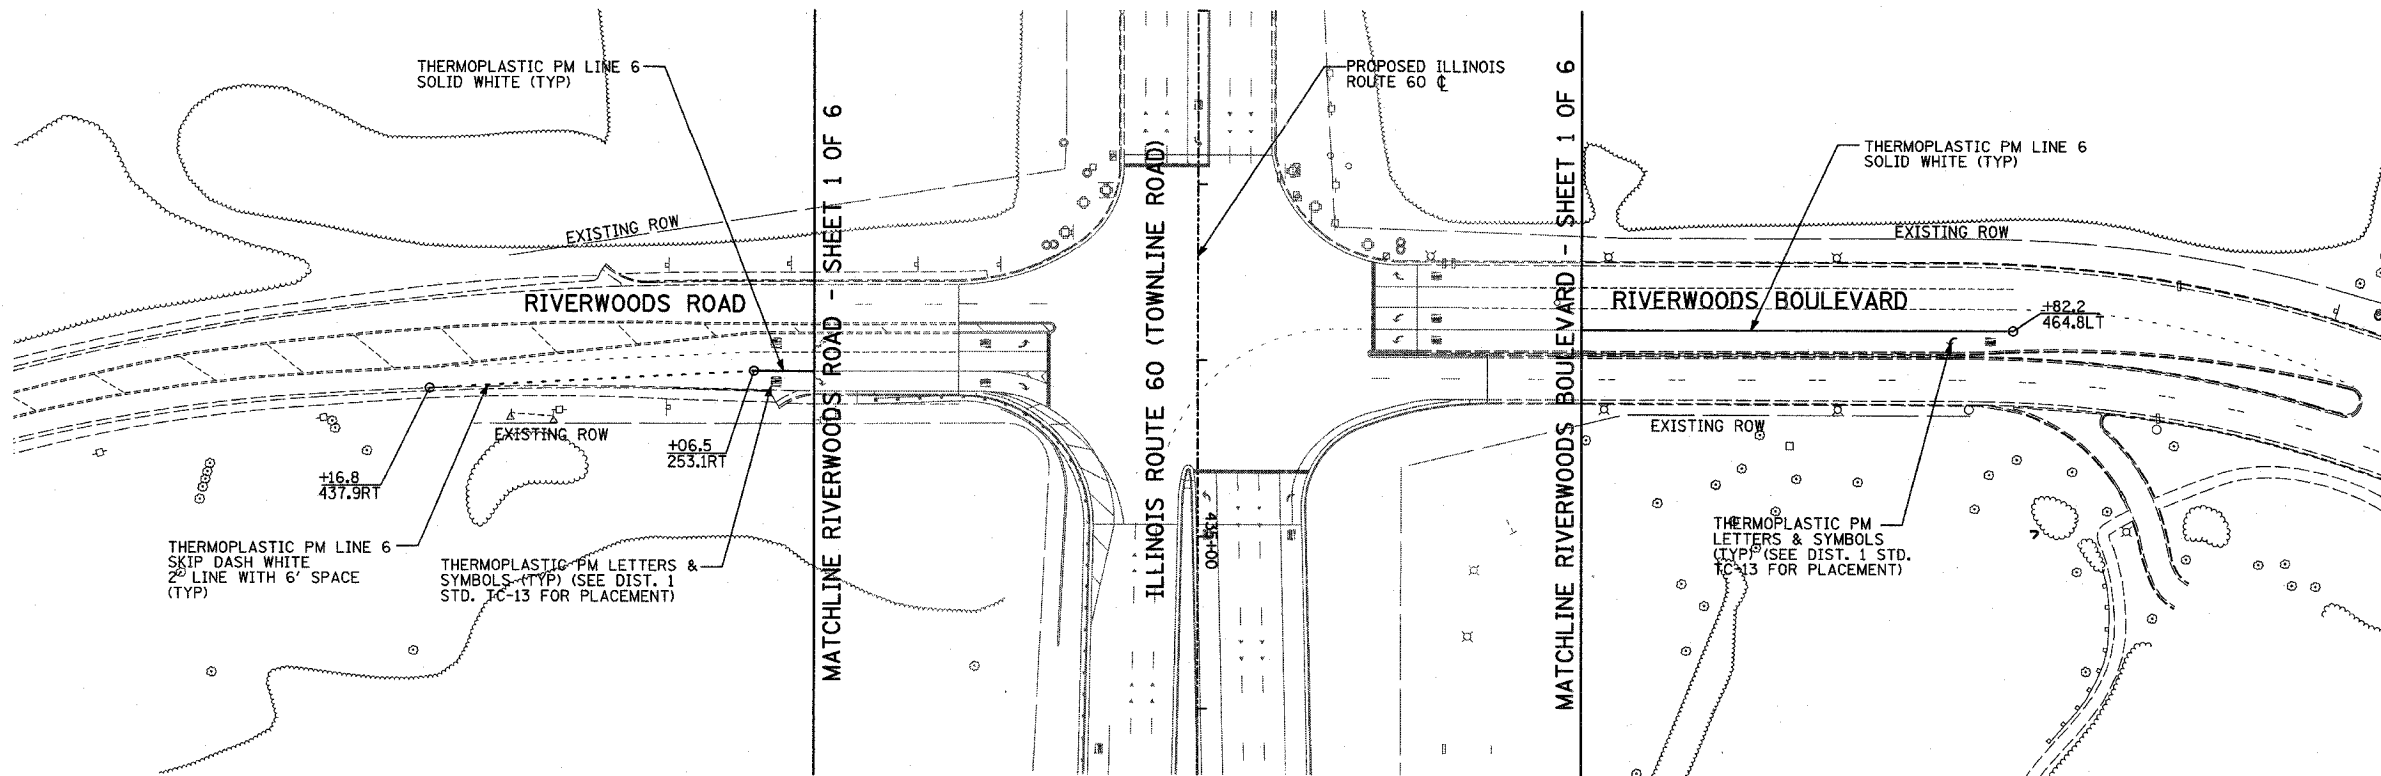 THERMOPLASTIC PM LINE 6
SOLID WHITE (TYP)
PROPOSED ILLINOIS
ROUTE 60 ℄
THERMOPLASTIC PM LINE 6
SOLID WHITE (TYP)
EXISTING ROW
EXISTING ROW
RIVERWOODS ROAD
RIVERWOODS BOULEVARD
+82.2
464.8LT
MATCHLINE RIVERWOODS ROAD - SHEET 1 OF 6
ILLINOIS ROUTE 60 (TOWNLINE ROAD)
MATCHLINE RIVERWOODS BOULEVARD - SHEET 1 OF 6
EXISTING ROW
EXISTING ROW
+06.5
253.1RT
+16.8
437.9RT
435+00
THERMOPLASTIC PM LINE 6
SKIP DASH WHITE
2' LINE WITH 6' SPACE
(TYP)
THERMOPLASTIC PM LETTERS &
SYMBOLS (TYP) (SEE DIST. 1
STD. TC-13 FOR PLACEMENT)
THERMOPLASTIC PM
LETTERS & SYMBOLS
(TYP) (SEE DIST. 1 STD.
TC-13 FOR PLACEMENT)